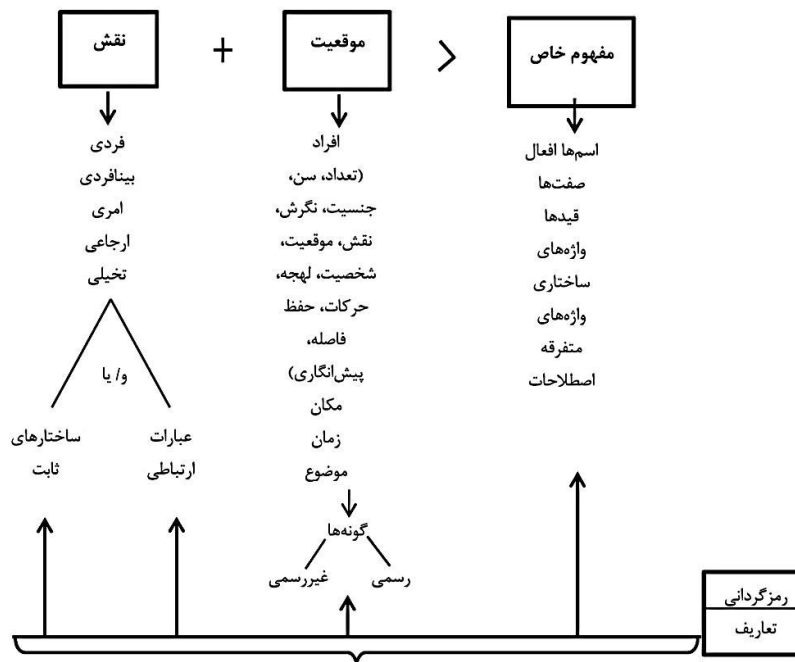 مفهوم خاص
>
موقعیت
+
نقش
اسم‌ها افعال
صفت‌ها
قیدها
واژه‌های
ساختاری
واژه‌های
متفرقه
اصطلاحات
افراد
(تعداد، سن،
جنسیت، نگرش،
نقش، موقعیت،
شخصیت، لهجه،
حرکات، حفظ
فاصله،
پیش‌انگاری)
مکان
زمان
موضوع
گونه‌ها
رسمی
غیررسمی
فردی
بینافردی
امری
ارجاعی
تخیلی
و/ یا
عبارات
ارتباطی
ساختارهای
ثابت
رمزگردانی
تعاریف